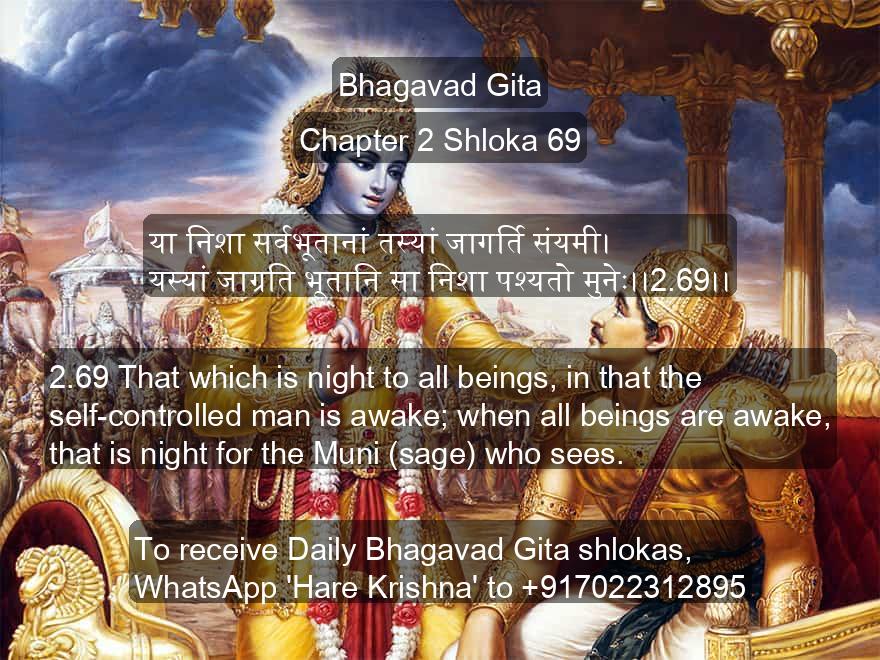 Bhagavad Gita
Chapter 2 Shloka 69
या निशा सर्वभूतानां तस्यां जागर्ति संयमी।
यस्यां जाग्रति भूतानि सा निशा पश्यतो मुनेः।।2.69।।
2.69 That which is night to all beings, in that the
self-controlled man is awake; when all beings are awake,
that is night for the Muni (sage) who sees.
To receive Daily Bhagavad Gita shlokas,
WhatsApp 'Hare Krishna' to +917022312895